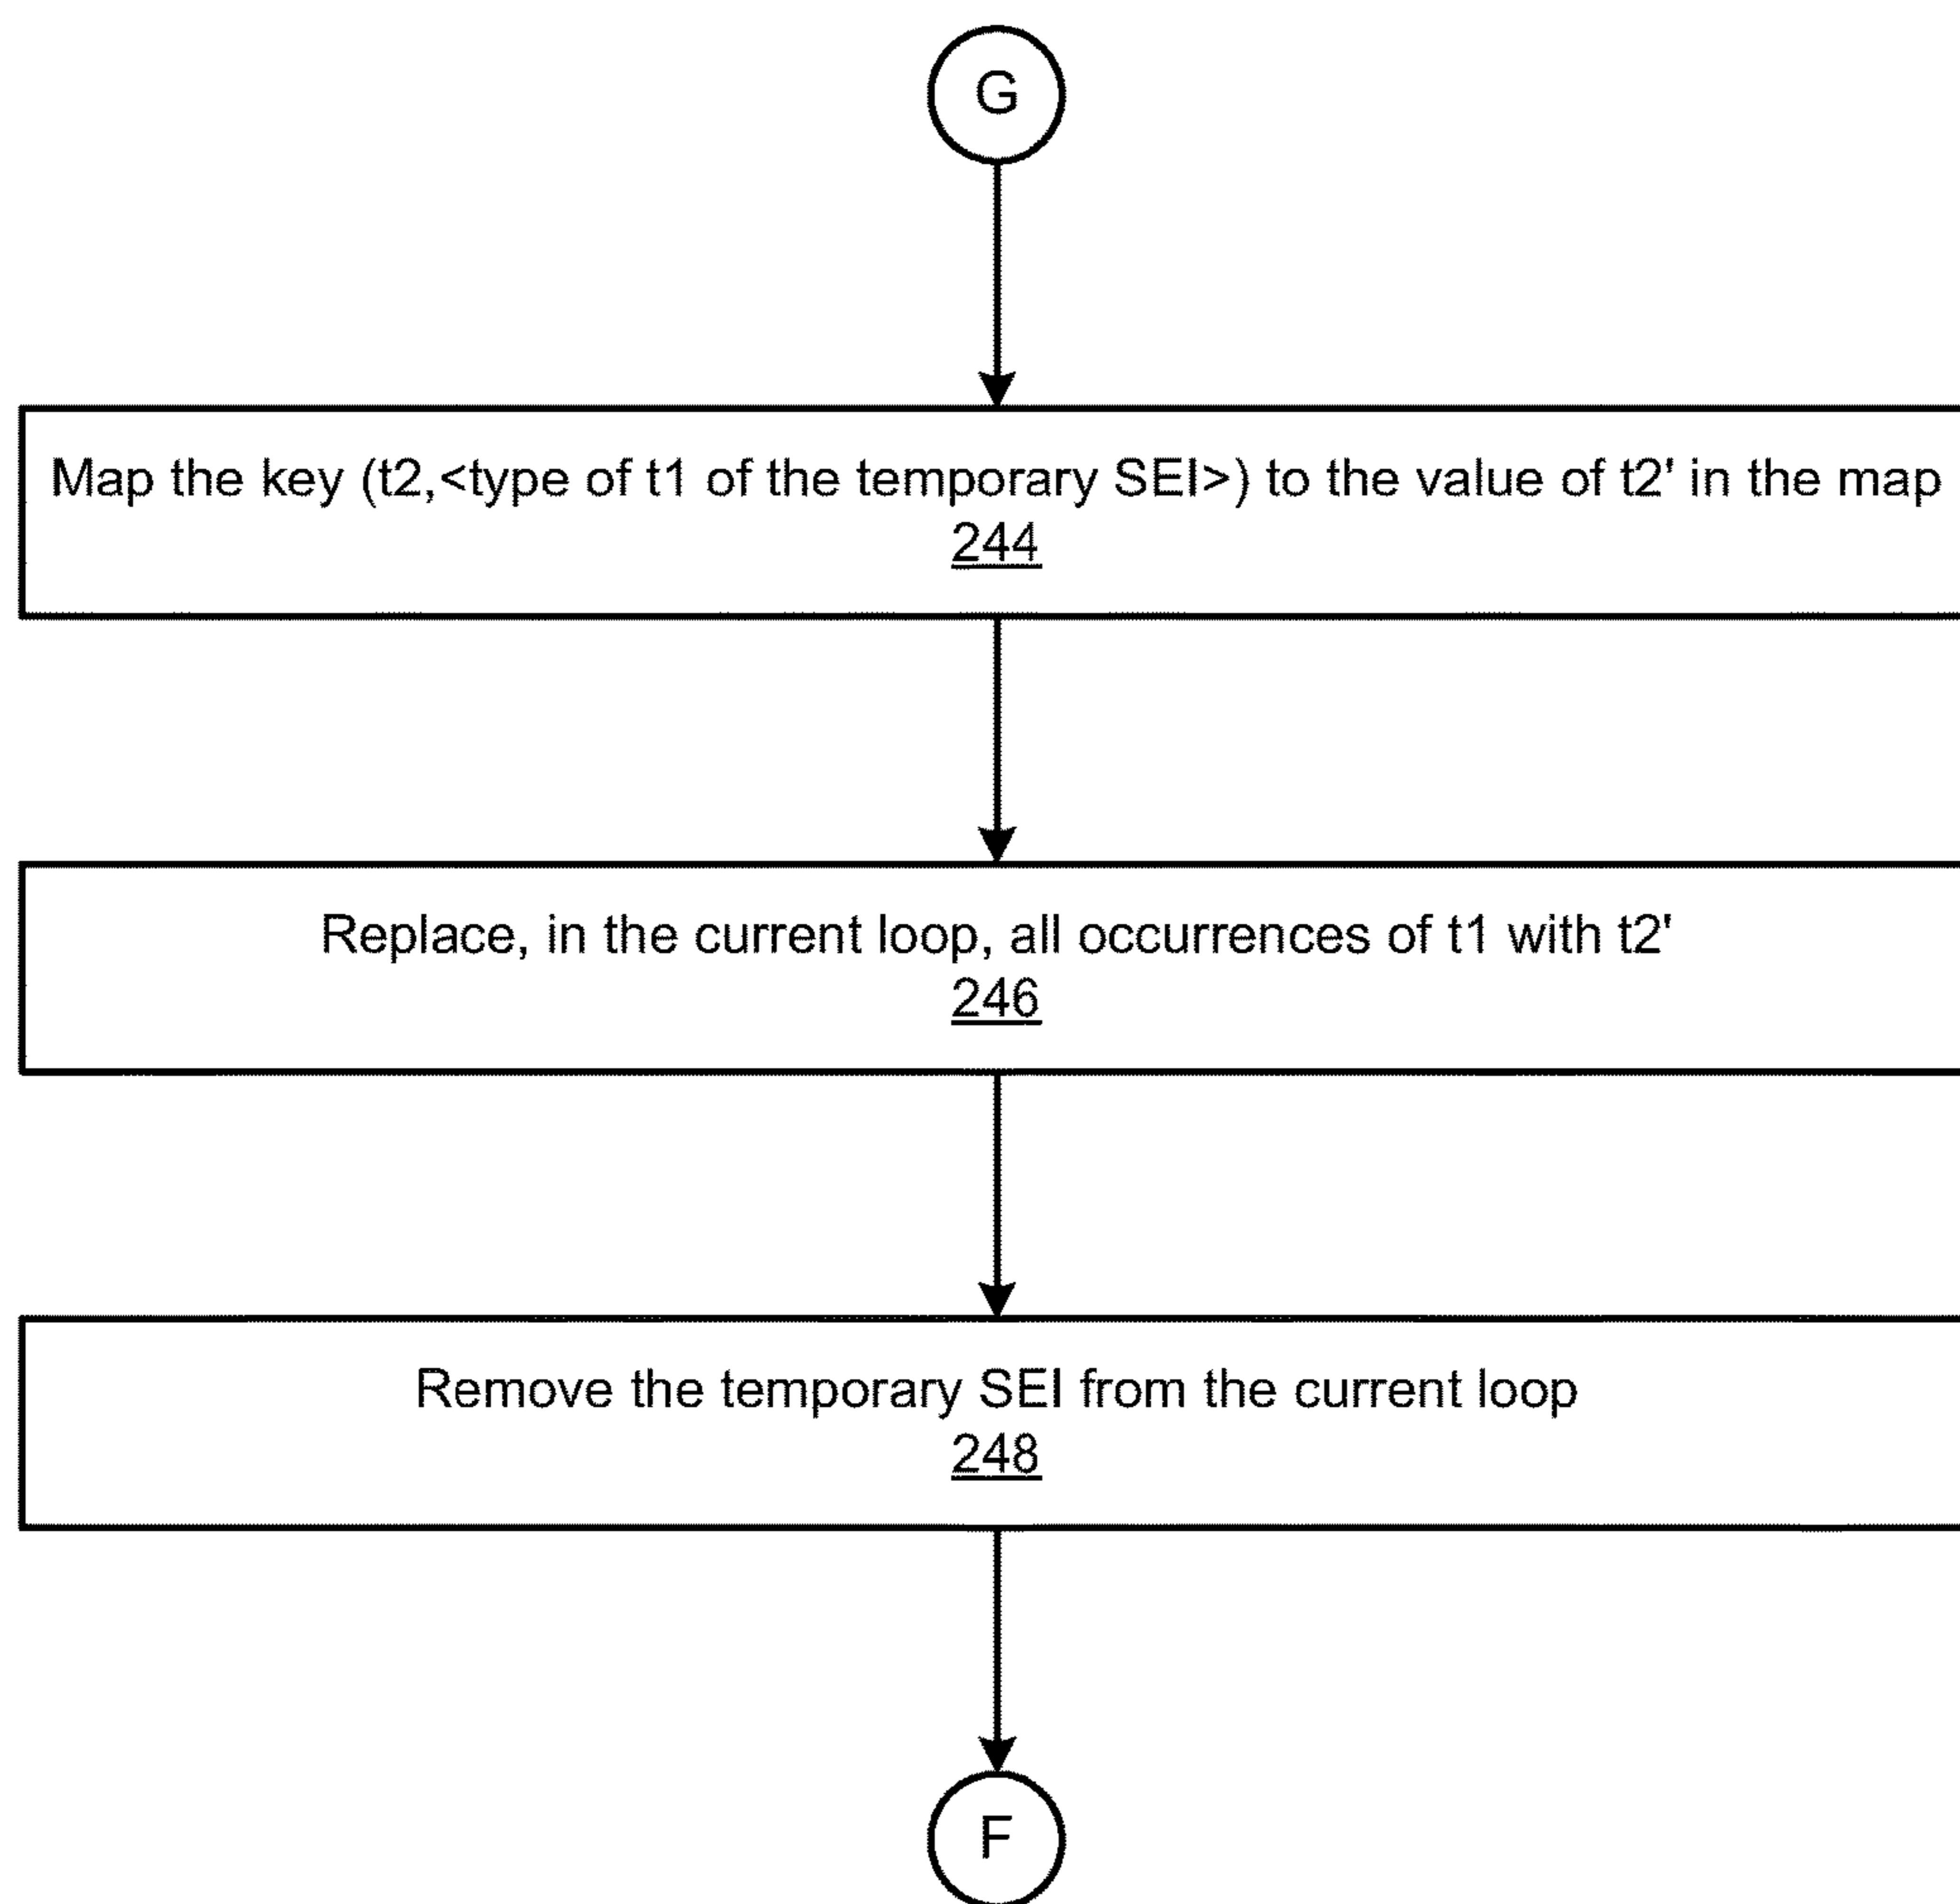 G
Map the key (t2,<type of t1 of the temporary SEI>) to the value of t2' in the map
244
Replace, in the current loop, all occurrences of t1 with t2'
246
Remove the temporary SEI from the current loop
248
F